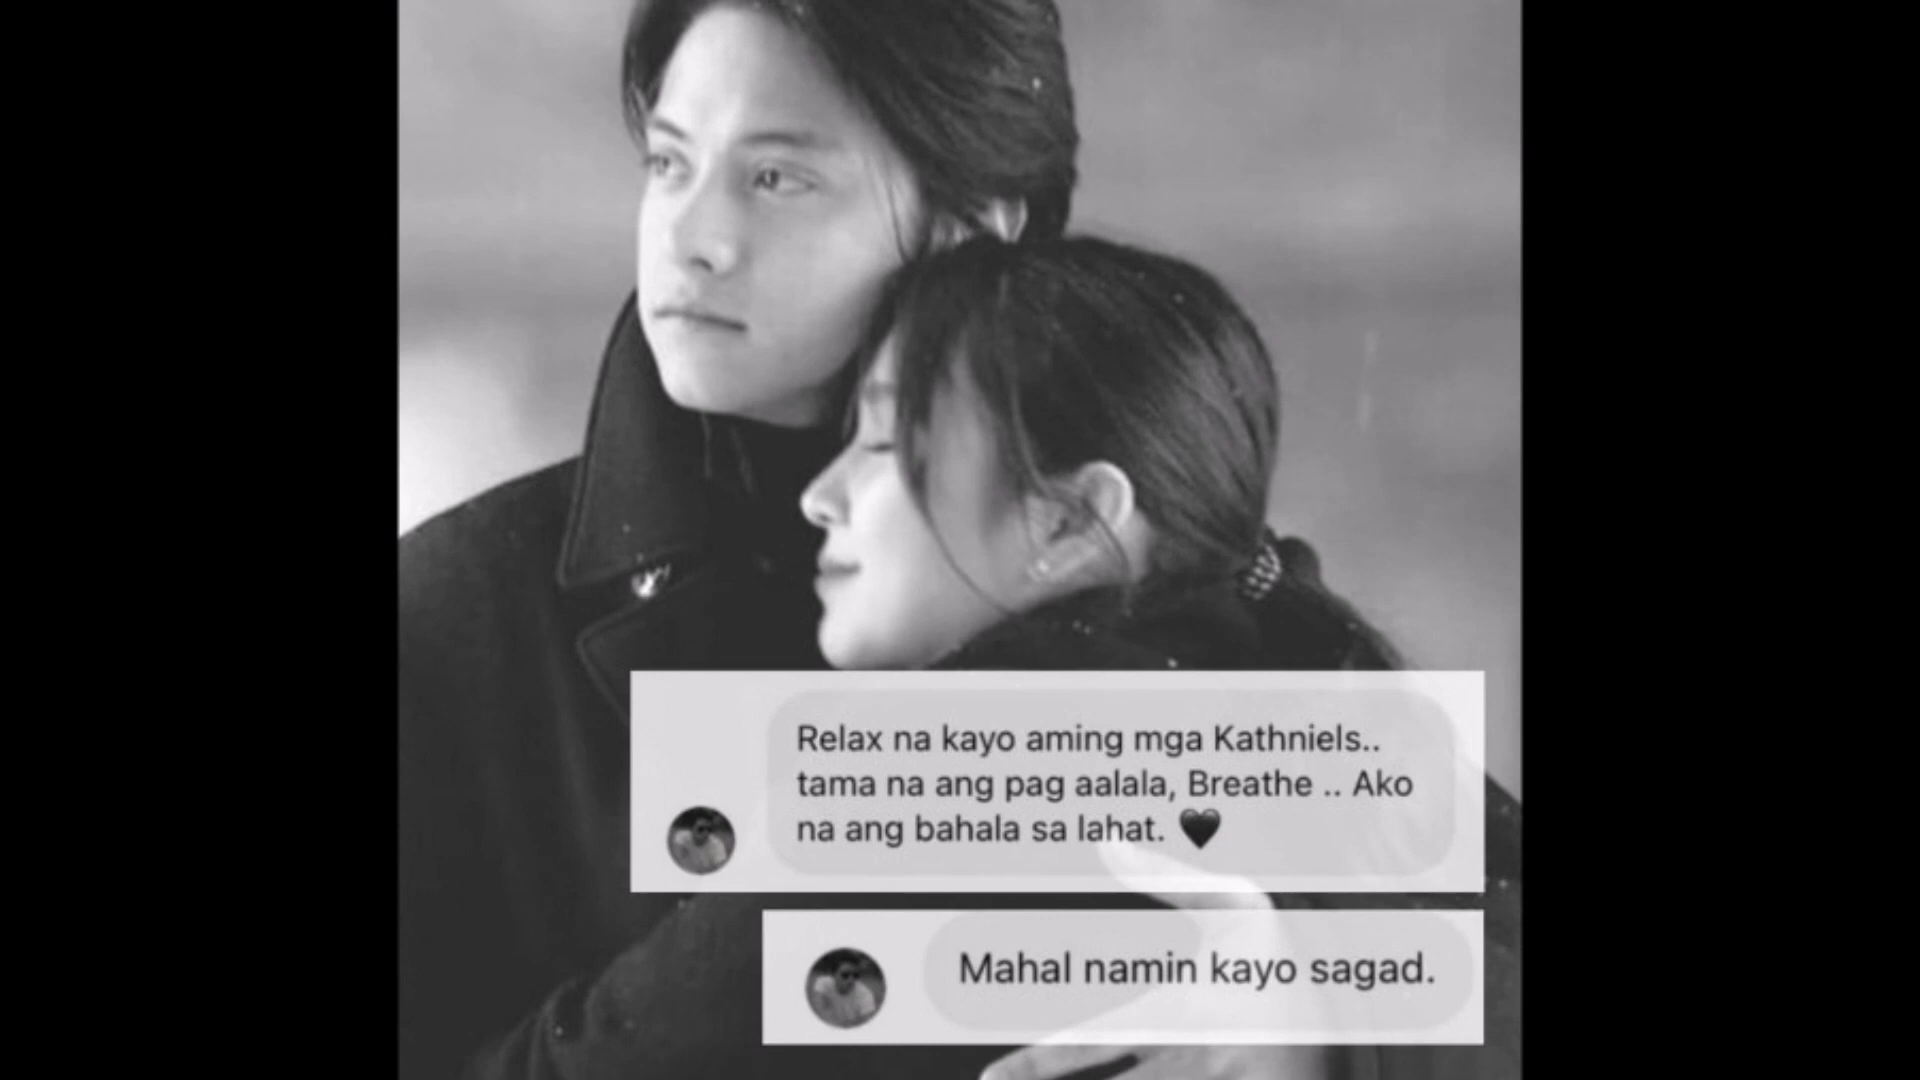 Relax na kayo aming mga Kathniels..
tama na ang pag aalala, Breathe .. Ako
na ang bahala sa lahat. 🖤
Mahal namin kayo sagad.